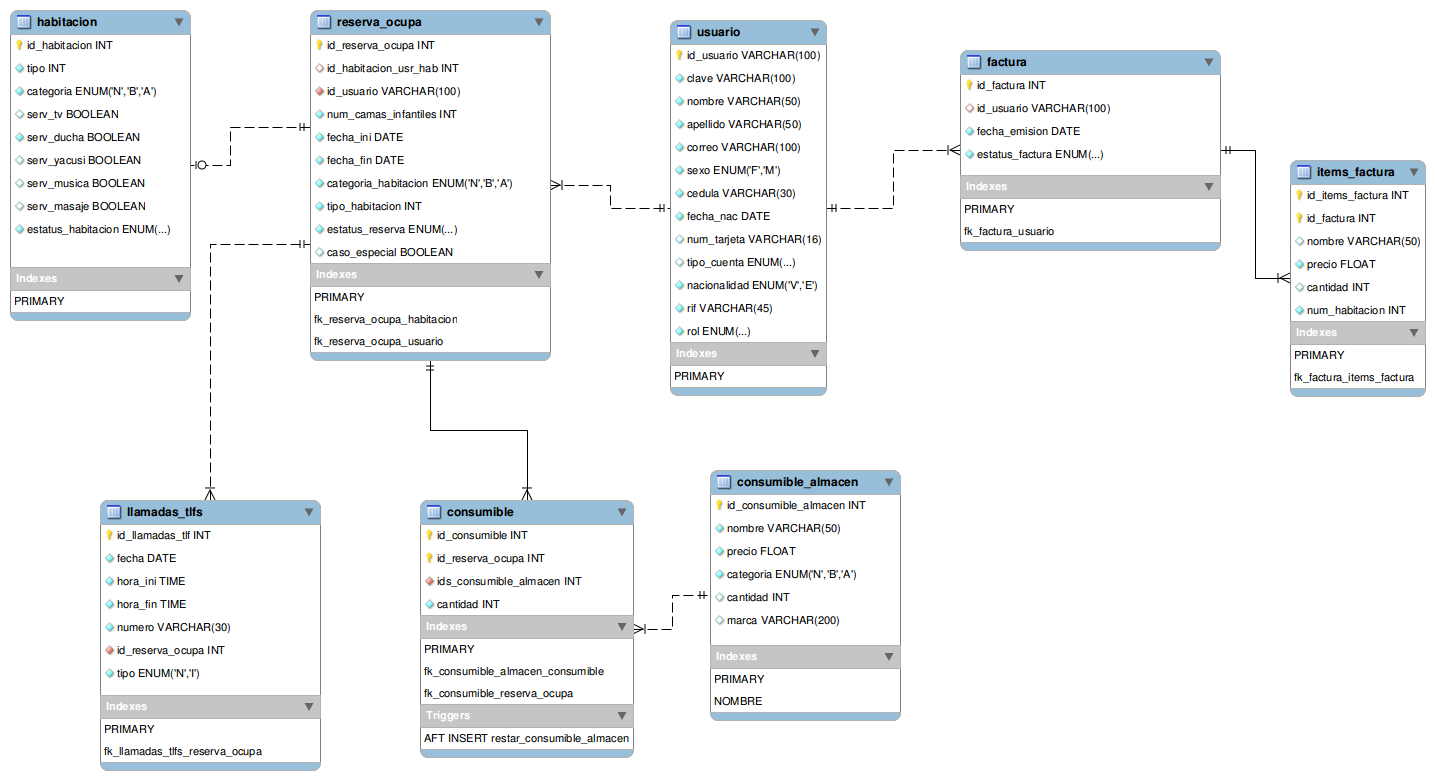 habitacion
id_habitacion INT
tipo INT
categoria ENUM('N','B','A')
serv_tv BOOLEAN
serv_ducha BOOLEAN
serv_yacusi BOOLEAN
serv_musica BOOLEAN
serv_masaje BOOLEAN
estatus_habitacion ENUM(...)
Indexes
PRIMARY
reserva_ocupa
id_reserva_ocupa INT
id_habitacion_usr_hab INT
id_usuario VARCHAR(100)
num_camas_infantiles INT
fecha_ini DATE
fecha_fin DATE
categoria_habitacion ENUM('N','B','A')
tipo_habitacion INT
estatus_reserva ENUM(...)
caso_especial BOOLEAN
Indexes
PRIMARY
fk_reserva_ocupa_habitacion
fk_reserva_ocupa_usuario
usuario
id_usuario VARCHAR(100)
clave VARCHAR(100)
nombre VARCHAR(50)
apellido VARCHAR(50)
correo VARCHAR(100)
sexo ENUM('F','M')
cedula VARCHAR(30)
fecha_nac DATE
num_tarjeta VARCHAR(16)
tipo_cuenta ENUM(...)
nacionalidad ENUM('V','E')
rif VARCHAR(45)
rol ENUM(...)
Indexes
PRIMARY
factura
id_factura INT
id_usuario VARCHAR(100)
fecha_emision DATE
estatus_factura ENUM(...)
Indexes
PRIMARY
fk_factura_usuario
items_factura
id_items_factura INT
id_factura INT
nombre VARCHAR(50)
precio FLOAT
cantidad INT
num_habitacion INT
Indexes
PRIMARY
fk_factura_items_factura
llamadas_tlfs
id_llamadas_tlf INT
fecha DATE
hora_ini TIME
hora_fin TIME
numero VARCHAR(30)
id_reserva_ocupa INT
tipo ENUM('N','I')
Indexes
PRIMARY
fk_llamadas_tlfs_reserva_ocupa
consumible
id_consumible INT
id_reserva_ocupa INT
ids_consumible_almacen INT
cantidad INT
Indexes
PRIMARY
fk_consumible_almacen_consumible
fk_consumible_reserva_ocupa
Triggers
AFT INSERT restar_consumible_almacen
consumible_almacen
id_consumible_almacen INT
nombre VARCHAR(50)
precio FLOAT
categoria ENUM('N','B','A')
cantidad INT
marca VARCHAR(200)
Indexes
PRIMARY
NOMBRE